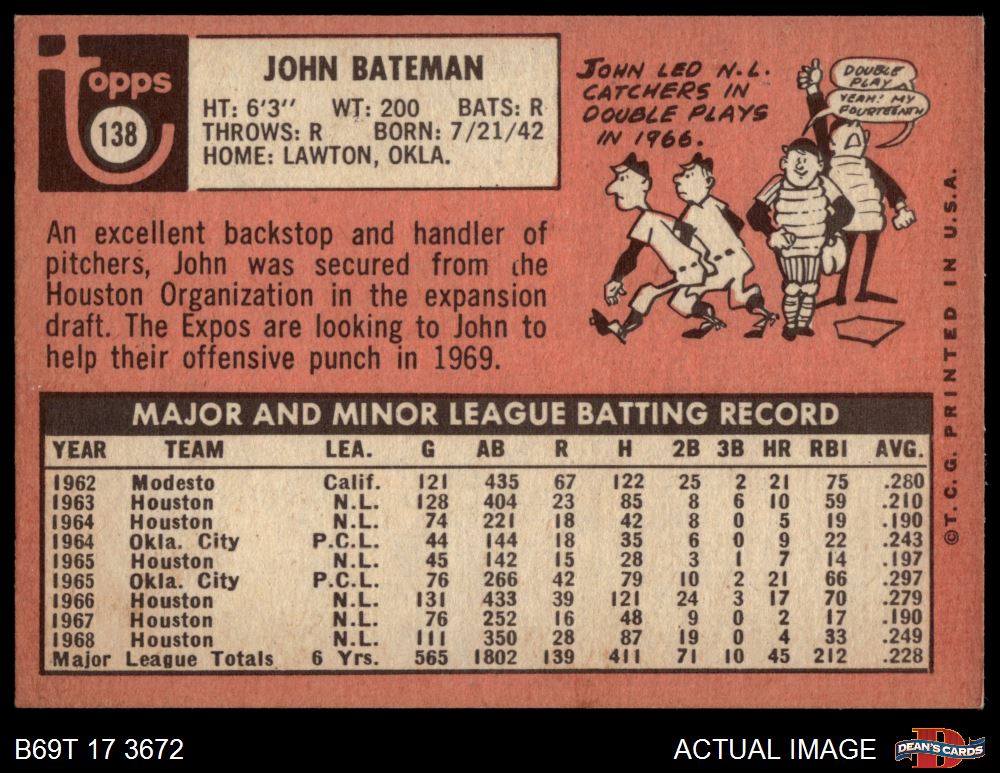 Topps
138
JOHN BATEMAN
HT: 6'3" WT: 200 BATS: R
THROWS: R BORN: 7/21/42
HOME: LAWTON, OKLA.
JOHN LED N.L.
CATCHERS IN
DOUBLE PLAYS
IN 1966.
DOUBLE
PLAY
YEAH! MY
FOURTEENTH
An excellent backstop and handler of
pitchers, John was secured from the
Houston Organization in the expansion
draft. The Expos are looking to John to
help their offensive punch in 1969.
MAJOR AND MINOR LEAGUE BATTING RECORD
YEAR TEAM LEA. G AB R H 2B 3B HR RBI AVG.
1962 Modesto Calif. 121 435 67 122 25 2 21 75 .280
1963 Houston N.L. 128 404 23 85 8 6 10 59 .210
1964 Houston N.L. 74 221 18 42 8 0 5 19 .190
1964 Okla. City P.C.L. 44 144 18 35 6 0 9 22 .243
1965 Houston N.L. 45 142 15 28 3 1 7 14 .197
1965 Okla. City P.C.L. 76 266 42 79 10 2 21 66 .297
1966 Houston N.L. 131 433 39 121 24 3 17 70 .279
1967 Houston N.L. 76 252 16 48 9 0 2 17 .190
1968 Houston N.L. 111 350 28 87 19 0 4 33 .249
Major League Totals 6 Yrs. 565 1802 139 411 71 10 45 212 .228
©T.C.G. PRINTED IN U.S.A.
B69T 17 3672
ACTUAL IMAGE
DEAN'S CARDS